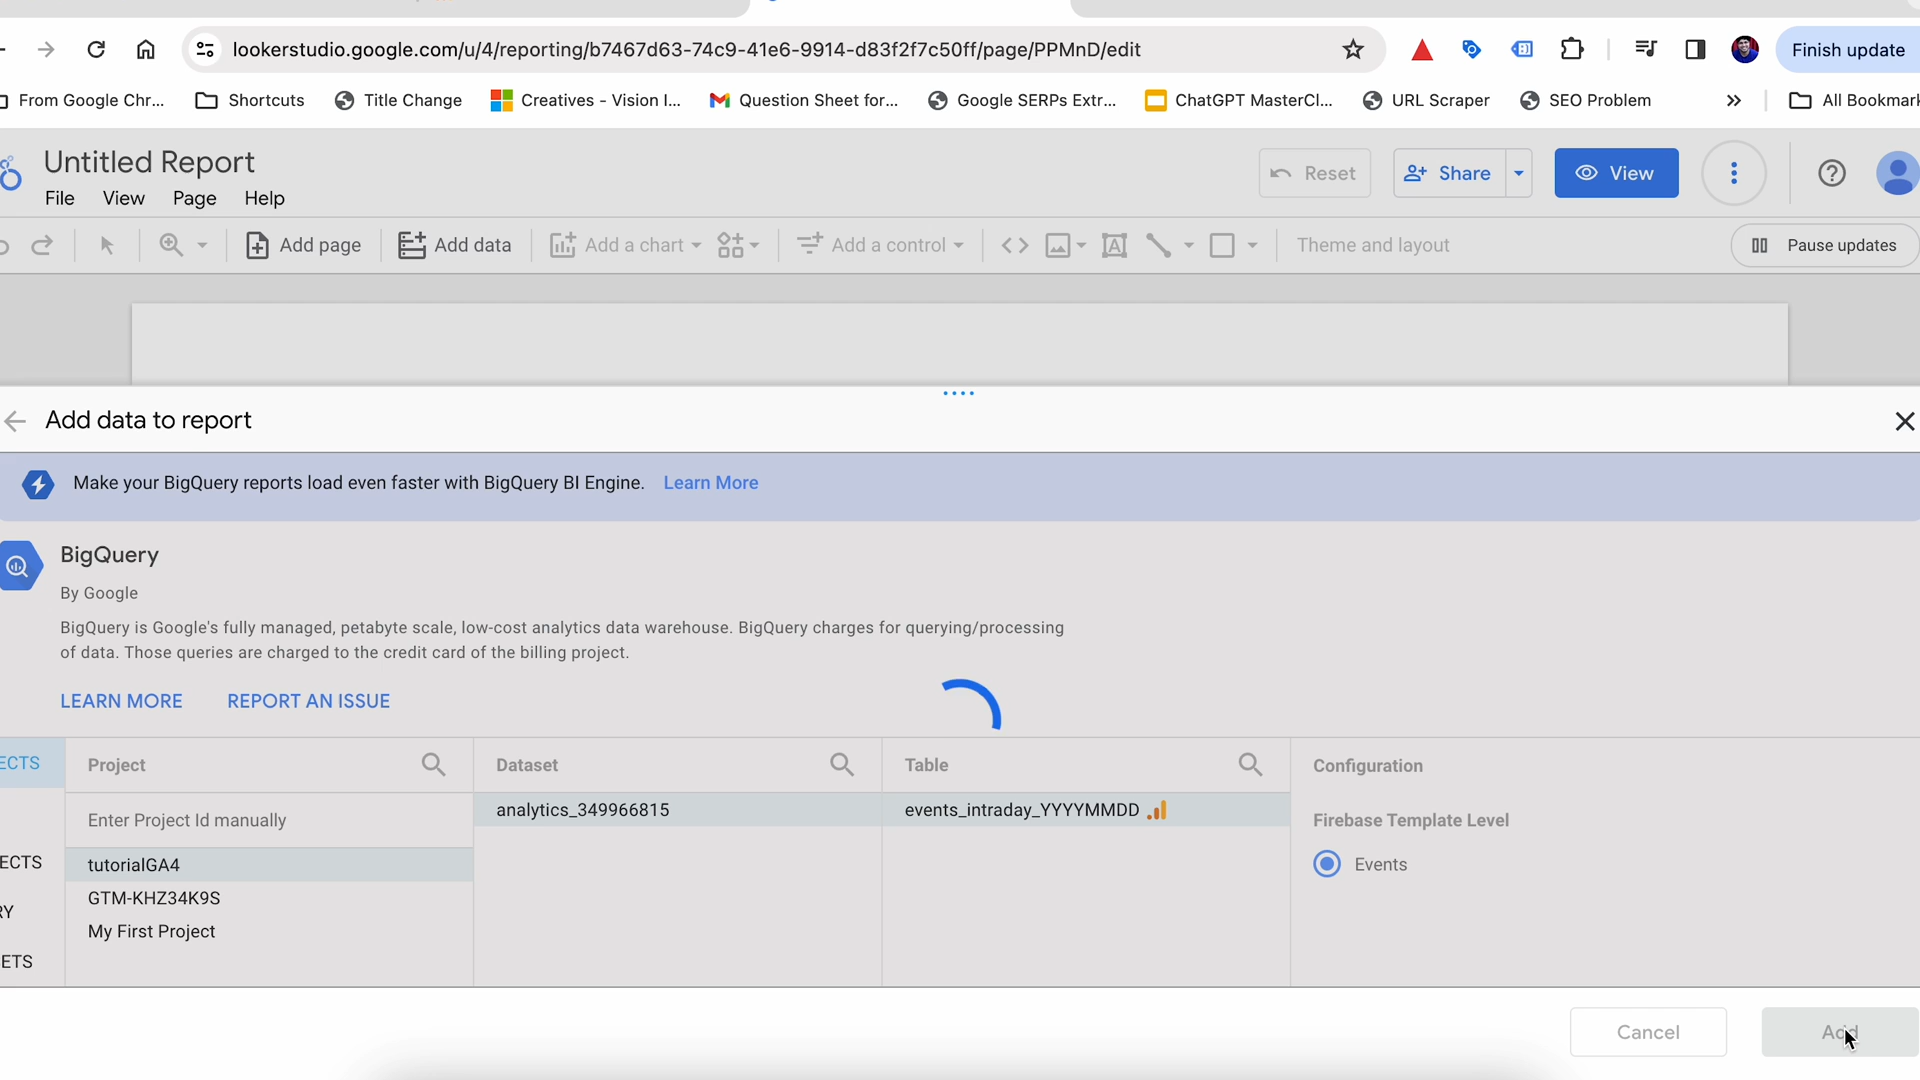 lookerstudio.google.com/u/4/reporting/b7467d63-74c9-41e6-9914-d83f2f7c50ff/page/PPMnD/edit
Finish update
From Google Chr...
Shortcuts
Title Change
Creatives - Vision I...
Question Sheet for...
Google SERPs Extr...
ChatGPT MasterCl...
URL Scraper
SEO Problem
All Bookmark
Untitled Report
File View Page Help
Reset
Share
View
Add page
Add data
Add a chart
Add a control
Theme and layout
Pause updates
Add data to report
Make your BigQuery reports load even faster with BigQuery BI Engine. Learn More
BigQuery
By Google
BigQuery is Google's fully managed, petabyte scale, low-cost analytics data warehouse. BigQuery charges for querying/processing
of data. Those queries are charged to the credit card of the billing project.
LEARN MORE REPORT AN ISSUE
ECTS
ECTS
RY
ETS
Project
Enter Project Id manually
tutorialGA4
GTM-KHZ34K9S
My First Project
Dataset
analytics_349966815
Table
events_intraday_YYYYMMDD
Configuration
Firebase Template Level
Events
Cancel
Add